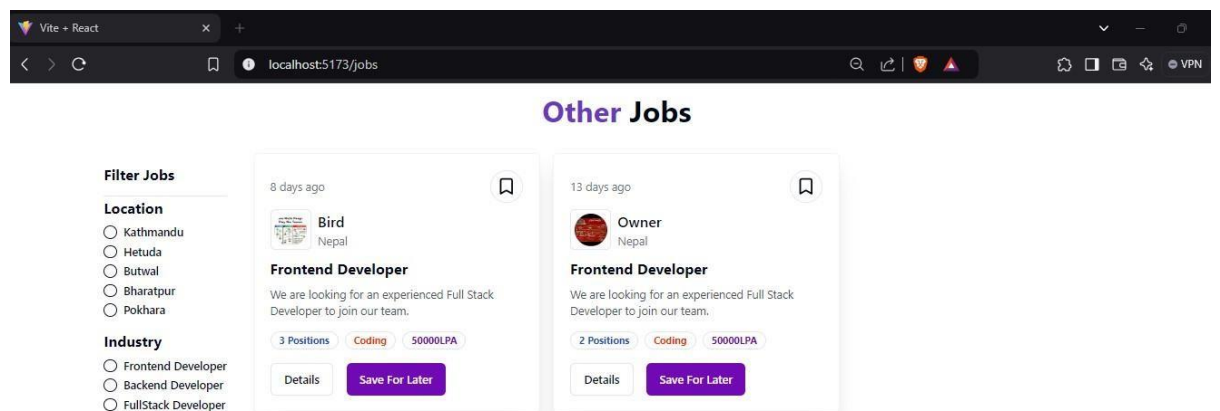 Vite + React
localhost:5173/jobs
VPN
Other Jobs
Filter Jobs
Location
Kathmandu
Hetuda
Butwal
Bharatpur
Pokhara
Industry
Frontend Developer
Backend Developer
FullStack Developer
8 days ago
Bird
Nepal
Frontend Developer
We are looking for an experienced Full Stack
Developer to join our team.
3 Positions Coding 50000LPA
Details Save For Later
13 days ago
Owner
Nepal
Frontend Developer
We are looking for an experienced Full Stack
Developer to join our team.
2 Positions Coding 50000LPA
Details Save For Later